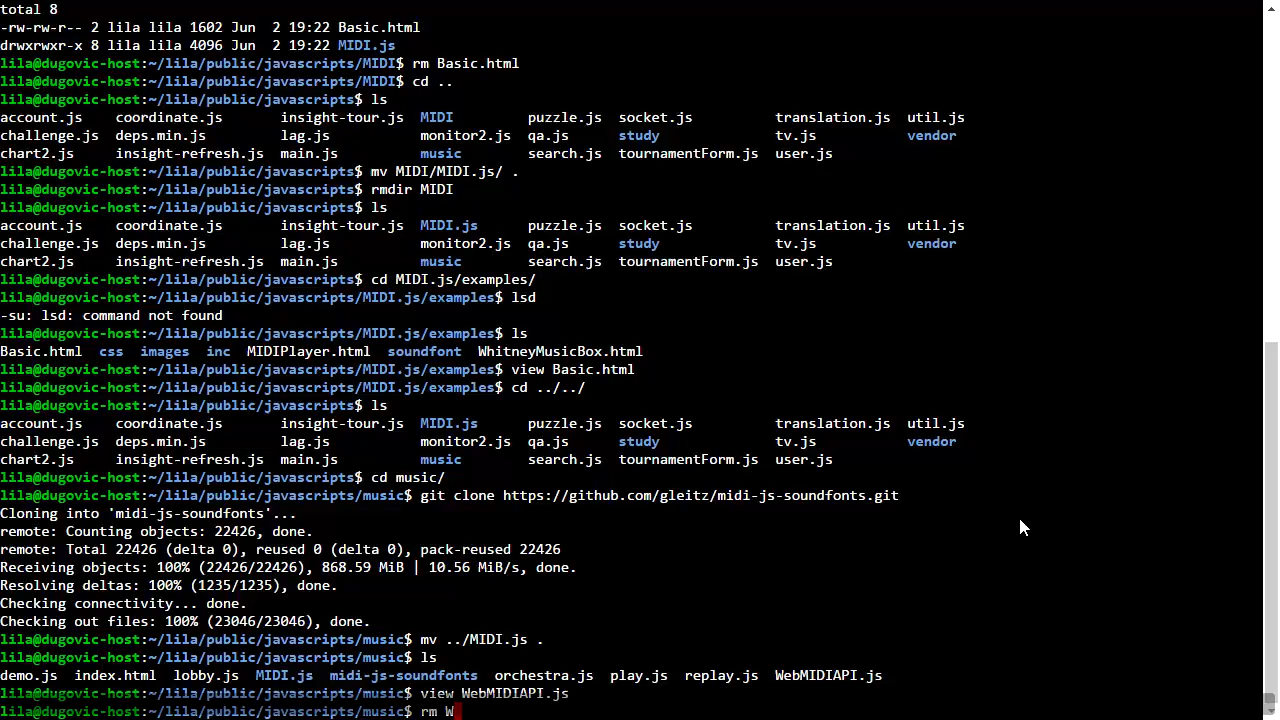 total 8
-rw-rw-r-- 2 lila lila 1602 Jun  2 19:22 Basic.html
drwxrwxr-x 8 lila lila 4096 Jun  2 19:22 MIDI.js
lila@dugovic-host:~/lila/public/javascripts/MIDI$ rm Basic.html
lila@dugovic-host:~/lila/public/javascripts/MIDI$ cd ..
lila@dugovic-host:~/lila/public/javascripts$ ls
account.js    coordinate.js       insight-tour.js  MIDI         puzzle.js  socket.js          translation.js  util.js
challenge.js  deps.min.js         lag.js           monitor2.js  qa.js      study              tv.js           vendor
chart2.js     insight-refresh.js  main.js          music        search.js  tournamentForm.js  user.js
lila@dugovic-host:~/lila/public/javascripts$ mv MIDI/MIDI.js/ .
lila@dugovic-host:~/lila/public/javascripts$ rmdir MIDI
lila@dugovic-host:~/lila/public/javascripts$ ls
account.js    coordinate.js       insight-tour.js  MIDI.js      puzzle.js  socket.js          translation.js  util.js
challenge.js  deps.min.js         lag.js           monitor2.js  qa.js      study              tv.js           vendor
chart2.js     insight-refresh.js  main.js          music        search.js  tournamentForm.js  user.js
lila@dugovic-host:~/lila/public/javascripts$ cd MIDI.js/examples/
lila@dugovic-host:~/lila/public/javascripts/MIDI.js/examples$ lsd
-su: lsd: command not found
lila@dugovic-host:~/lila/public/javascripts/MIDI.js/examples$ ls
Basic.html  css  images  inc  MIDIPlayer.html  soundfont  WhitneyMusicBox.html
lila@dugovic-host:~/lila/public/javascripts/MIDI.js/examples$ view Basic.html
lila@dugovic-host:~/lila/public/javascripts/MIDI.js/examples$ cd ../../
lila@dugovic-host:~/lila/public/javascripts$ ls
account.js    coordinate.js       insight-tour.js  MIDI.js      puzzle.js  socket.js          translation.js  util.js
challenge.js  deps.min.js         lag.js           monitor2.js  qa.js      study              tv.js           vendor
chart2.js     insight-refresh.js  main.js          music        search.js  tournamentForm.js  user.js
lila@dugovic-host:~/lila/public/javascripts$ cd music/
lila@dugovic-host:~/lila/public/javascripts/music$ git clone https://github.com/gleitz/midi-js-soundfonts.git
Cloning into 'midi-js-soundfonts'...
remote: Counting objects: 22426, done.
remote: Total 22426 (delta 0), reused 0 (delta 0), pack-reused 22426
Receiving objects: 100% (22426/22426), 868.59 MiB | 10.56 MiB/s, done.
Resolving deltas: 100% (1235/1235), done.
Checking connectivity... done.
Checking out files: 100% (23046/23046), done.
lila@dugovic-host:~/lila/public/javascripts/music$ mv ../MIDI.js .
lila@dugovic-host:~/lila/public/javascripts/music$ ls
demo.js  index.html  lobby.js  MIDI.js  midi-js-soundfonts  orchestra.js  play.js  replay.js  WebMIDIAPI.js
lila@dugovic-host:~/lila/public/javascripts/music$ view WebMIDIAPI.js
lila@dugovic-host:~/lila/public/javascripts/music$ rm W